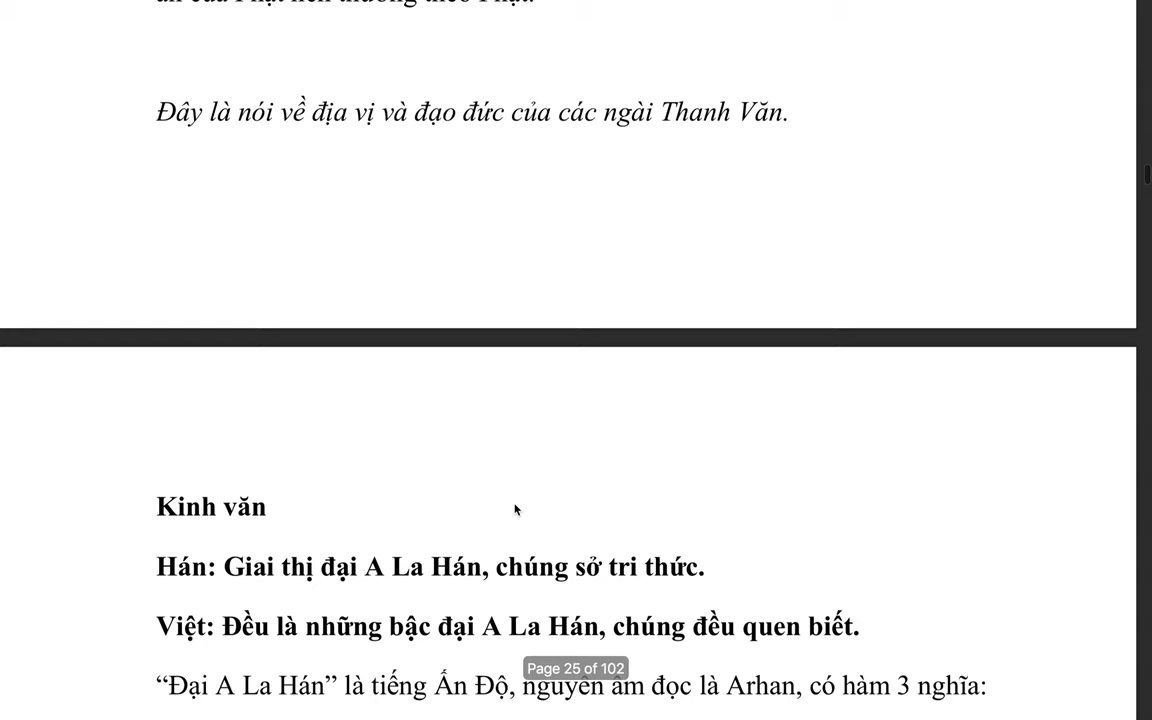 Đây là nói về địa vị và đạo đức của các ngài Thanh Văn.
Kinh văn
Hán: Giai thị đại A La Hán, chúng sở tri thức.
Việt: Đều là những bậc đại A La Hán, chúng đều quen biết.
Page 25 of 102
“Đại A La Hán” là tiếng Ấn Độ, nguyên âm đọc là Arhan, có hàm 3 nghĩa: